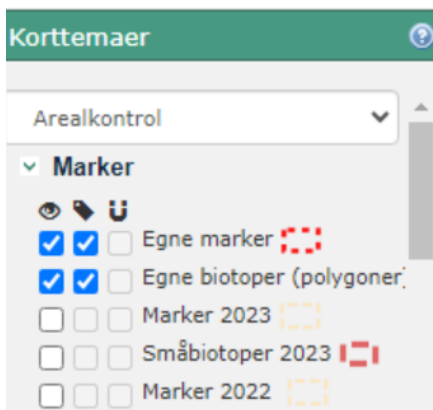 Korttemaer
Arealkontrol
Marker
Egne marker
Egne biotoper (polygoner)
Marker 2023
Småbiotoper 2023
Marker 2022